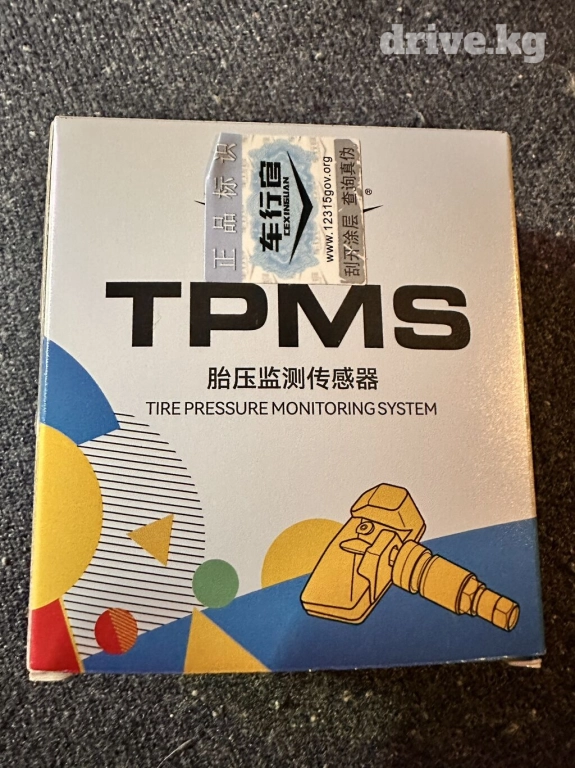 drive.kg
正品标识
车行官
CEXINGUAN
www.12315gov.org
刮开涂层 查询真伪
®
TPMS
胎压监测传感器
TIRE PRESSURE MONITORING SYSTEM